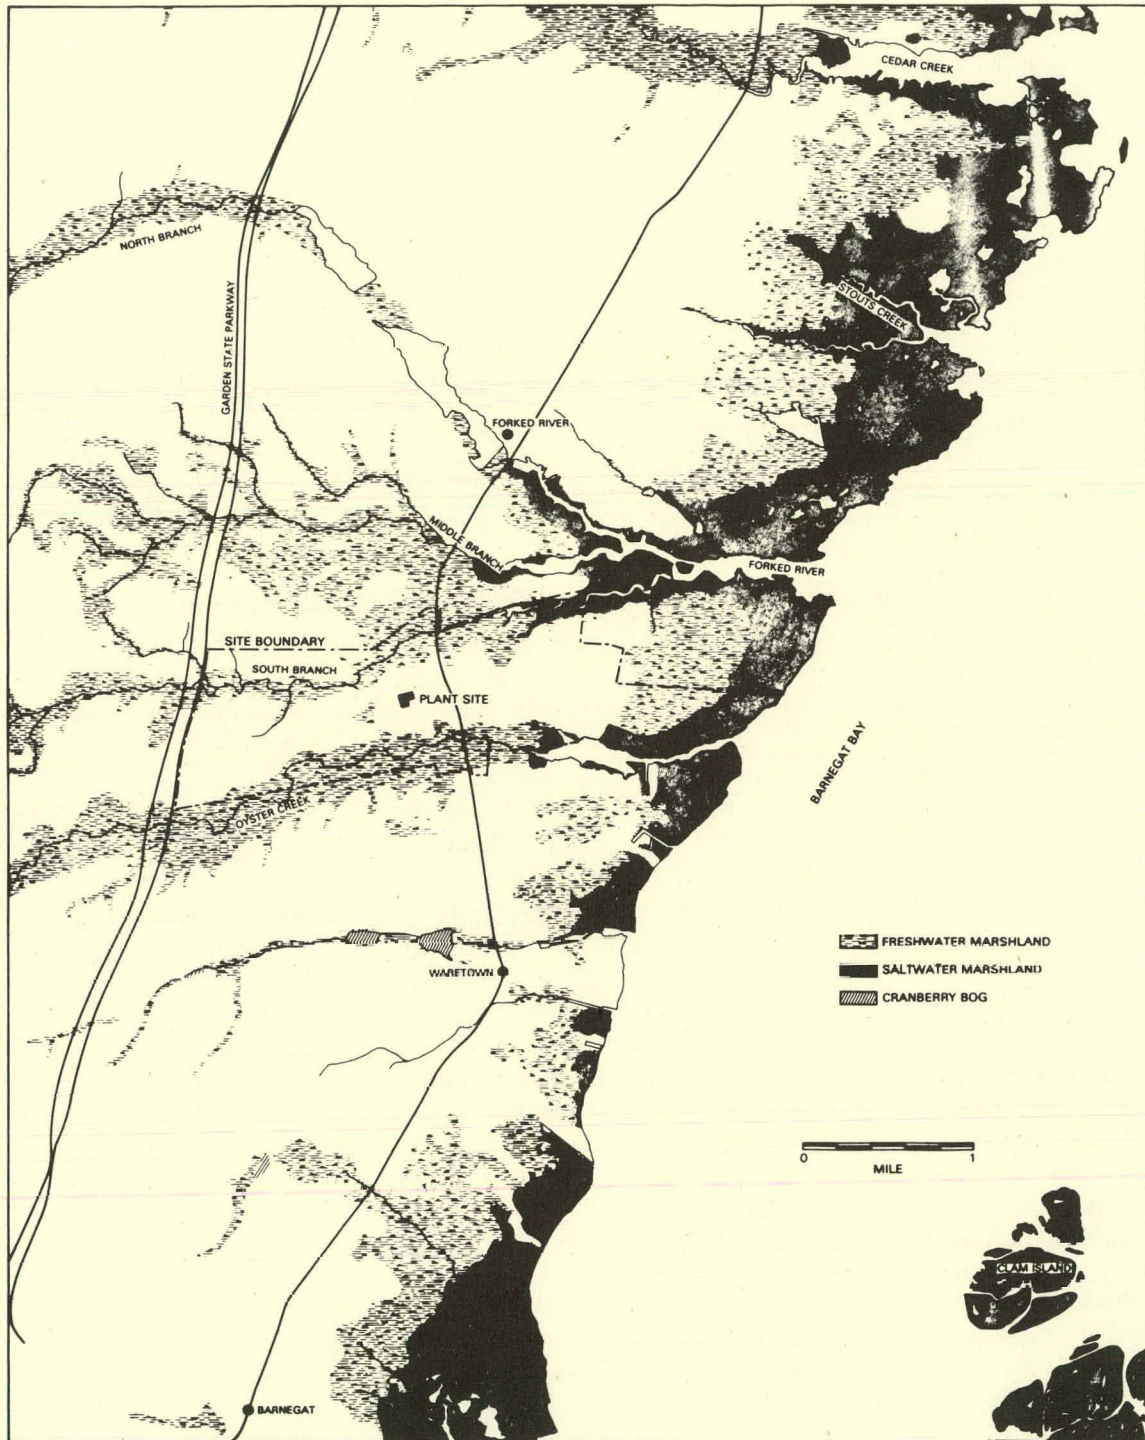 CEDAR CREEK
NORTH BRANCH
STOUTS CREEK
GARDEN STATE PARKWAY
FORKED RIVER
MIDDLE BRANCH
FORKED RIVER
SITE BOUNDARY
SOUTH BRANCH
PLANT SITE
BARNEGAT BAY
OYSTER CREEK
FRESHWATER MARSHLAND
SALTWATER MARSHLAND
CRANBERRY BOG
WARETOWN
0 1
MILE
CLAM ISLAND
BARNEGAT